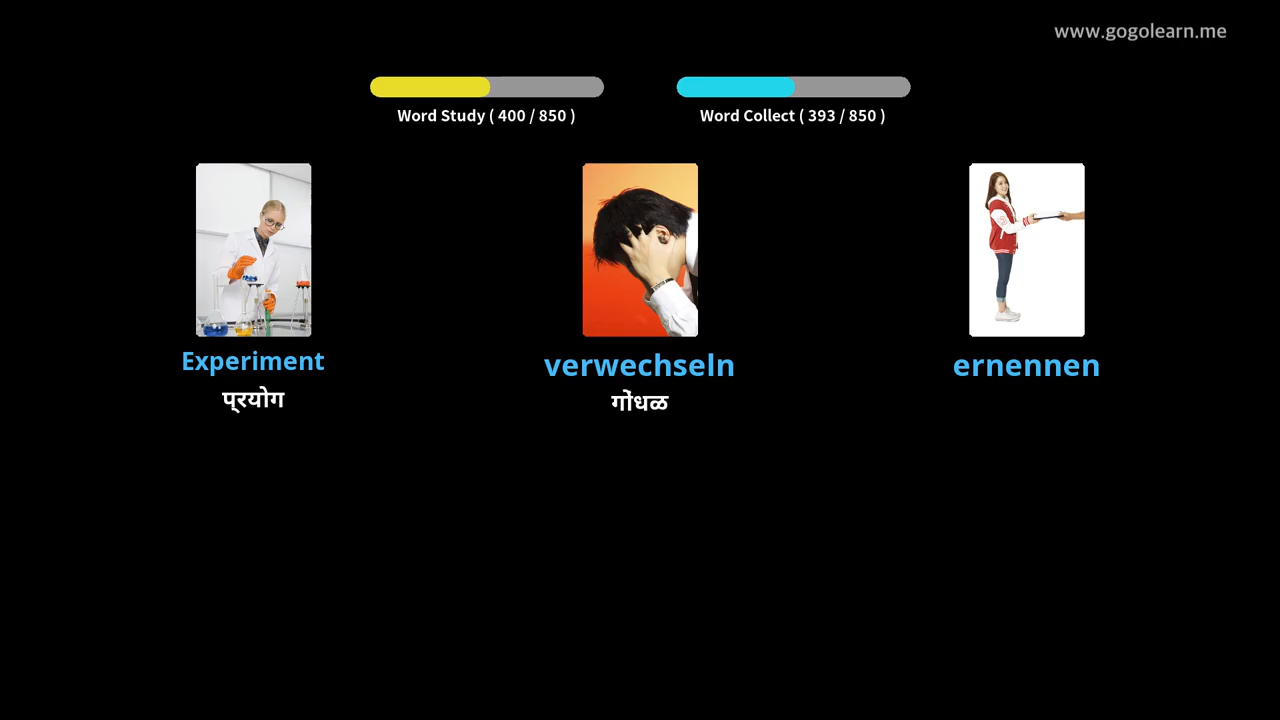 www.gogolearn.me
Word Study ( 400 / 850 )
Word Collect ( 393 / 850 )
Experiment
प्रयोग
verwechseln
गोंधळ
ernennen